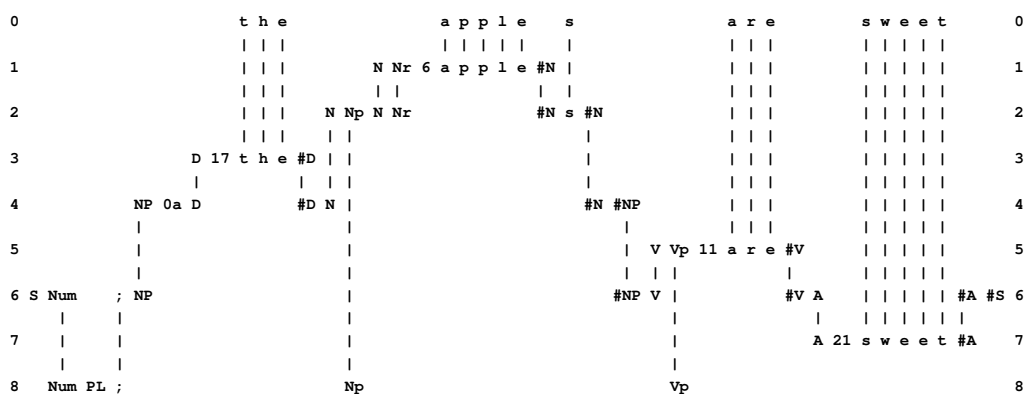 0 t h e a p p l e s a r e s w e e t 0
| | | | | | | | | | | | | | | | |
1 | | | N Nr 6 a p p l e #N | | | | | | | | | 1
| | | | | | | | | | | | | | |
2 | | | N Np N Nr #N s #N | | | | | | | | 2
| | | | | | | | | | | | | |
3 D 17 t h e #D | | | | | | | | | | | 3
| | | | | | | | | | | | |
4 NP 0a D #D N | #N #NP | | | | | | | | 4
| | | | | | | | | | |
5 | | | V Vp 11 a r e #V | | | | | 5
| | | | | | | | | | |
6 S Num ; NP | #NP V | #V A | | | | | #A #S 6
| | | | | | | | | | |
7 | | | | A 21 s w e e t #A 7
| | | |
8 Num PL ; Np Vp 8